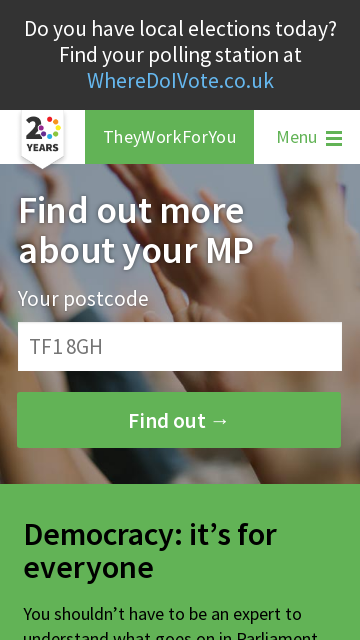 Do you have local elections today?
Find your polling station at
WhereDoIVote.co.uk
20
YEARS
TheyWorkForYou
Menu
Find out more
about your MP
Your postcode
TF1 8GH
Find out →
Democracy: it’s for
everyone
You shouldn’t have to be an expert to
understand what goes on in Parliament.